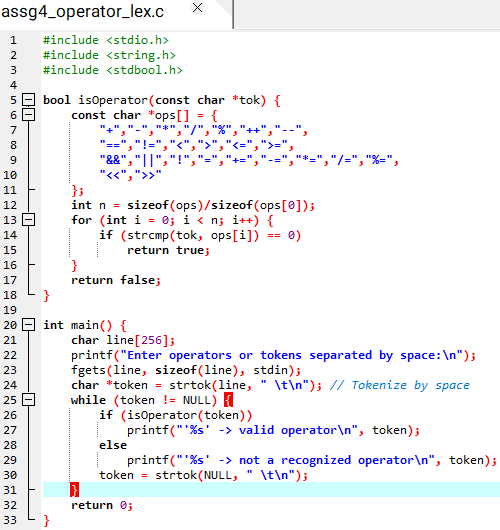 assg4_operator_lex.c
1 #include <stdio.h>
2 #include <string.h>
3 #include <stdbool.h>
4
5 bool isOperator(const char *tok) {
6     const char *ops[] = {
7         "+","-","*","/","%","++","--",
8         "==","!=","<",">","<=",">=",
9         "&&","||","!","=","+=","-=","*=","/=","%=",
10         "<<",">>"
11     };
12     int n = sizeof(ops)/sizeof(ops[0]);
13     for (int i = 0; i < n; i++) {
14         if (strcmp(tok, ops[i]) == 0)
15             return true;
16     }
17     return false;
18 }
19
20 int main() {
21     char line[256];
22     printf("Enter operators or tokens separated by space:\n");
23     fgets(line, sizeof(line), stdin);
24     char *token = strtok(line, " \t\n"); // Tokenize by space
25     while (token != NULL) {
26         if (isOperator(token))
27             printf("'%s' -> valid operator\n", token);
28         else
29             printf("'%s' -> not a recognized operator\n", token);
30         token = strtok(NULL, " \t\n");
31     }
32     return 0;
33 }